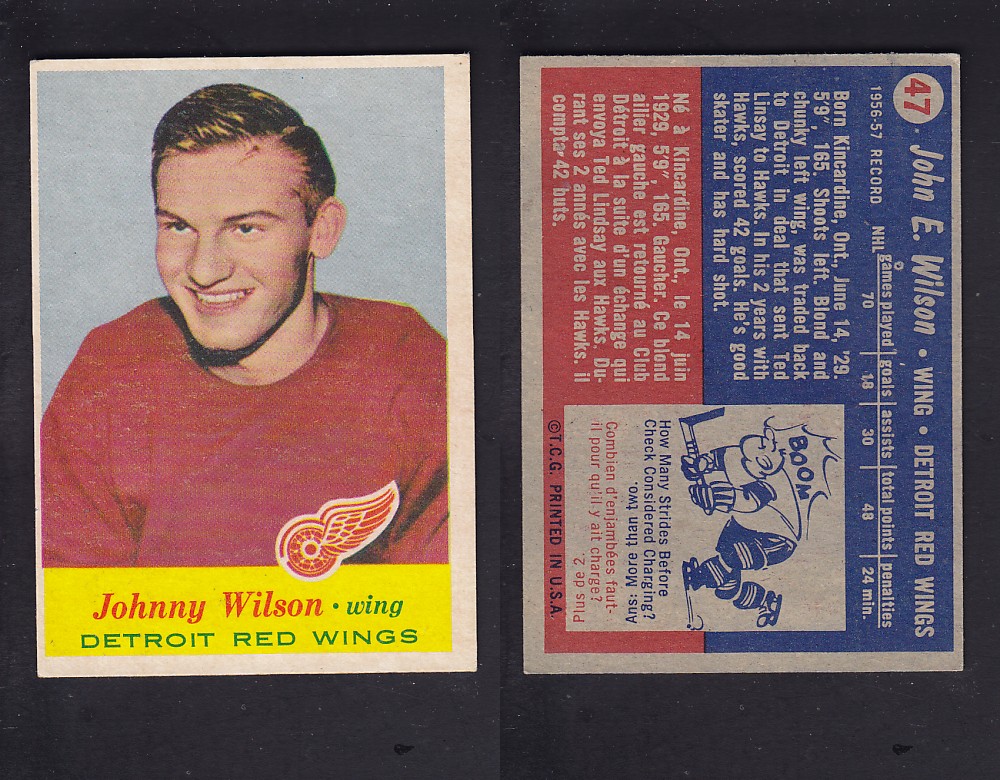 Johnny Wilson • wing
DETROIT RED WINGS
47 • John E. Wilson • WING • DETROIT RED WINGS
1956-57 RECORD NHL games played goals assists total points penalties
70 18 30 48 24 min.
Born Kincardine, Ont., June 14, '29.
5'9", 165. Shoots left. Blond and
chunky left wing, was traded back
to Detroit in deal that sent Ted
Linsay to Hawks. In his 2 years with
Hawks, scored 42 goals. He's good
skater and has hard shot.
Né à Kincardine, Ont., le 14 juin
1929, 5'9", 165. Gaucher. Ce blond
ailier gauche est retourné au Club
Détroit à la suite d'un échange qui
envoya Ted Lindsay aux Hawks. Du-
rant ses 2 annés avec les Hawks. il
compta 42 buts.
BOOM
How Many Strides Before
Check Considered Charging?
Ans: More than two.
Combien d'enjambées faut-
il pour qu'il y ait charge?
Plus de 2.
©T.C.G. PRINTED IN U.S.A.